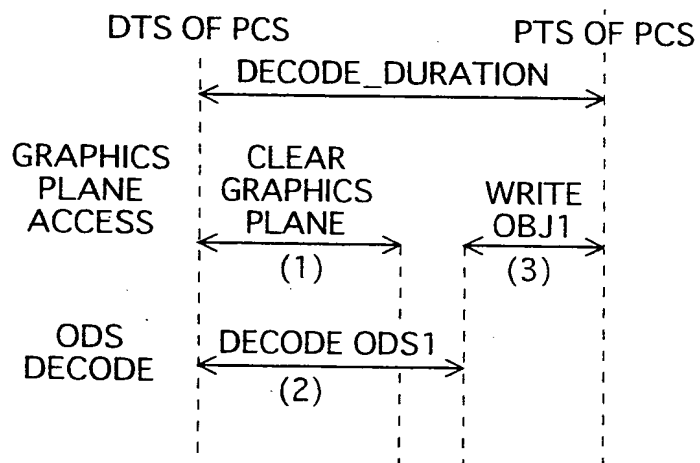 DTS OF PCS
PTS OF PCS
DECODE_DURATION
GRAPHICS
PLANE
ACCESS
CLEAR
GRAPHICS
PLANE
(1)
WRITE
OBJ1
(3)
ODS
DECODE
DECODE ODS1
(2)